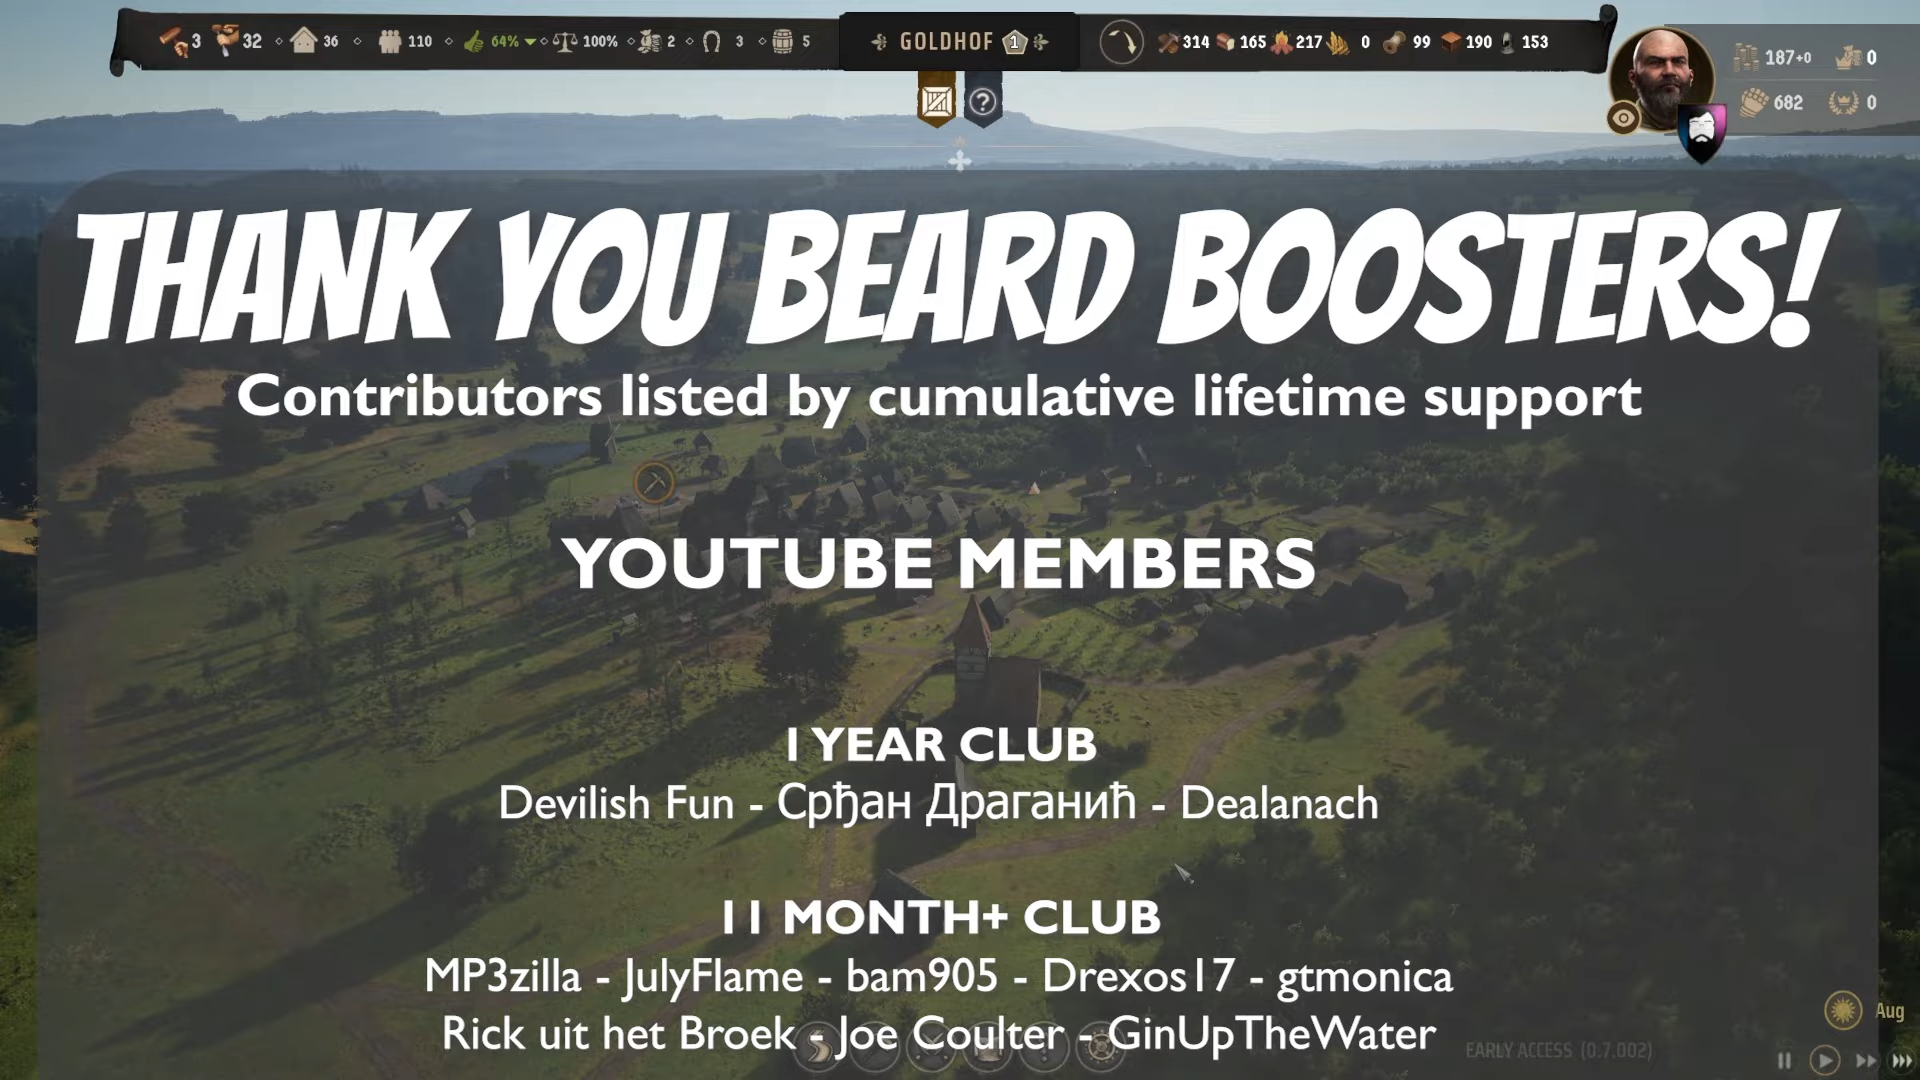 3 32 36 110 64% 100% 2 3 5 GOLDHOF 1 314 165 217 0 99 190 153
187+0 0
682 0
THANK YOU BEARD BOOSTERS!
Contributors listed by cumulative lifetime support
YOUTUBE MEMBERS
1 YEAR CLUB
Devilish Fun - Срђан Драганић - Dealanach
11 MONTH+ CLUB
MP3zilla - JulyFlame - bam905 - Drexos17 - gtmonica
Rick uit het Broek - Joe Coulter - GinUpTheWater
Aug
EARLY ACCESS (0.7.002)